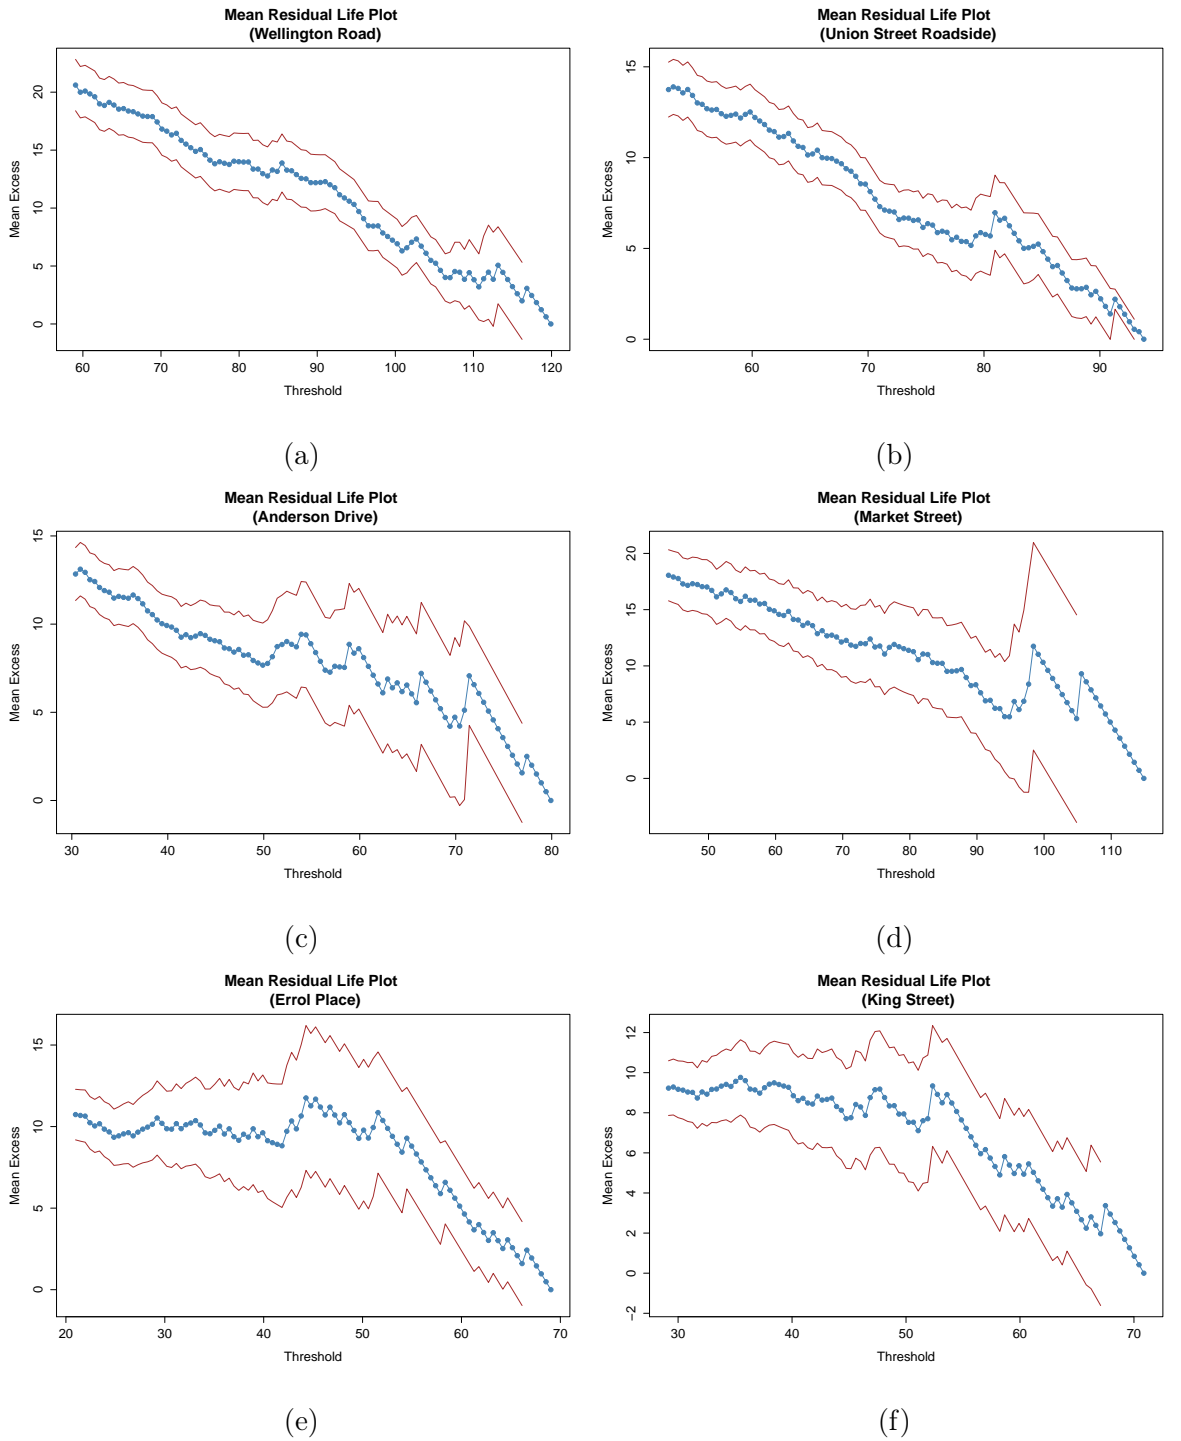 Mean Residual Life Plot
(Wellington Road)
Mean Excess
20
15
10
5
0
60 70 80 90 100 110 120
Threshold
(a)
Mean Residual Life Plot
(Union Street Roadside)
Mean Excess
15
10
5
0
60 70 80 90
Threshold
(b)
Mean Residual Life Plot
(Anderson Drive)
Mean Excess
15
10
5
0
30 40 50 60 70 80
Threshold
(c)
Mean Residual Life Plot
(Market Street)
Mean Excess
20
15
10
5
0
50 60 70 80 90 100 110
Threshold
(d)
Mean Residual Life Plot
(Errol Place)
Mean Excess
15
10
5
0
20 30 40 50 60 70
Threshold
(e)
Mean Residual Life Plot
(King Street)
Mean Excess
12
10
8
6
4
2
0
−2
30 40 50 60 70
Threshold
(f)